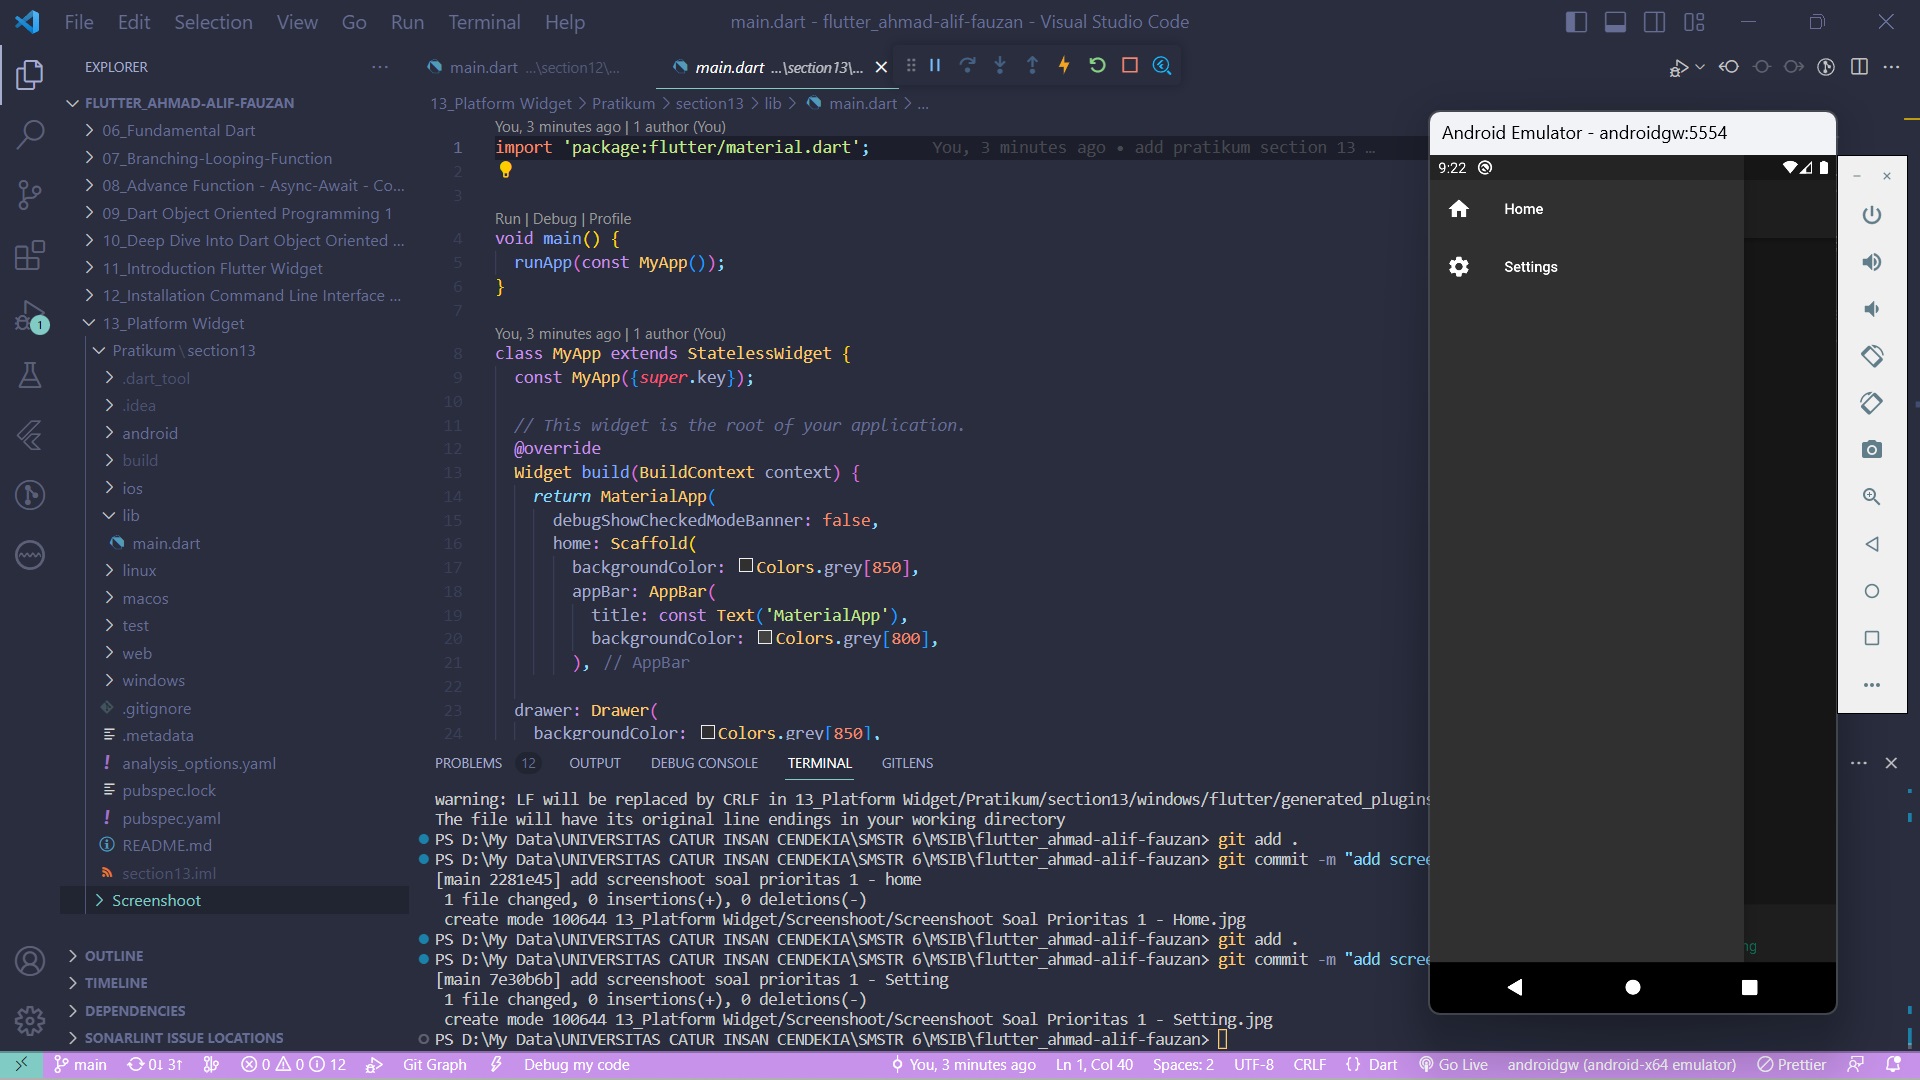 File Edit Selection View Go Run Terminal Help
main.dart - flutter_ahmad-alif-fauzan - Visual Studio Code
EXPLORER
main.dart ...\section12\...
main.dart ...\section13\...
FLUTTER_AHMAD-ALIF-FAUZAN
06_Fundamental Dart
07_Branching-Looping-Function
08_Advance Function - Async-Await - Co...
09_Dart Object Oriented Programming 1
10_Deep Dive Into Dart Object Oriented ...
11_Introduction Flutter Widget
12_Installation Command Line Interface ...
13_Platform Widget
Pratikum \ section13
.dart_tool
.idea
android
build
ios
lib
main.dart
linux
macos
test
web
windows
.gitignore
.metadata
analysis_options.yaml
pubspec.lock
pubspec.yaml
README.md
section13.iml
Screenshoot
OUTLINE
TIMELINE
DEPENDENCIES
SONARLINT ISSUE LOCATIONS
1
13_Platform Widget > Pratikum > section13 > lib > main.dart > ...
You, 3 minutes ago | 1 author (You)
1 import 'package:flutter/material.dart'; You, 3 minutes ago • add pratikum section 13 ...
2
3
Run | Debug | Profile
4 void main() {
5 runApp(const MyApp());
6 }
7
You, 3 minutes ago | 1 author (You)
8 class MyApp extends StatelessWidget {
9 const MyApp({super.key});
10
11 // This widget is the root of your application.
12 @override
13 Widget build(BuildContext context) {
14 return MaterialApp(
15 debugShowCheckedModeBanner: false,
16 home: Scaffold(
17 backgroundColor: Colors.grey[850],
18 appBar: AppBar(
19 title: const Text('MaterialApp'),
20 backgroundColor: Colors.grey[800],
21 ), // AppBar
22
23 drawer: Drawer(
24 backgroundColor: Colors.grey[850],
PROBLEMS 12 OUTPUT DEBUG CONSOLE TERMINAL GITLENS
warning: LF will be replaced by CRLF in 13_Platform Widget/Pratikum/section13/windows/flutter/generated_plugins
The file will have its original line endings in your working directory
PS D:\My Data\UNIVERSITAS CATUR INSAN CENDEKIA\SMSTR 6\MSIB\flutter_ahmad-alif-fauzan> git add .
PS D:\My Data\UNIVERSITAS CATUR INSAN CENDEKIA\SMSTR 6\MSIB\flutter_ahmad-alif-fauzan> git commit -m "add scree
[main 2281e45] add screenshoot soal prioritas 1 - home
1 file changed, 0 insertions(+), 0 deletions(-)
create mode 100644 13_Platform Widget/Screenshoot/Screenshoot Soal Prioritas 1 - Home.jpg
PS D:\My Data\UNIVERSITAS CATUR INSAN CENDEKIA\SMSTR 6\MSIB\flutter_ahmad-alif-fauzan> git add .
PS D:\My Data\UNIVERSITAS CATUR INSAN CENDEKIA\SMSTR 6\MSIB\flutter_ahmad-alif-fauzan> git commit -m "add scree
[main 7e30b6b] add screenshoot soal prioritas 1 - Setting
1 file changed, 0 insertions(+), 0 deletions(-)
create mode 100644 13_Platform Widget/Screenshoot/Screenshoot Soal Prioritas 1 - Setting.jpg
PS D:\My Data\UNIVERSITAS CATUR INSAN CENDEKIA\SMSTR 6\MSIB\flutter_ahmad-alif-fauzan>
Android Emulator - androidgw:5554
9:22
Home
Settings
ng
main 0↓ 3↑ 0 0 12 Git Graph Debug my code You, 3 minutes ago Ln 1, Col 40 Spaces: 2 UTF-8 CRLF {} Dart Go Live androidgw (android-x64 emulator) Prettier